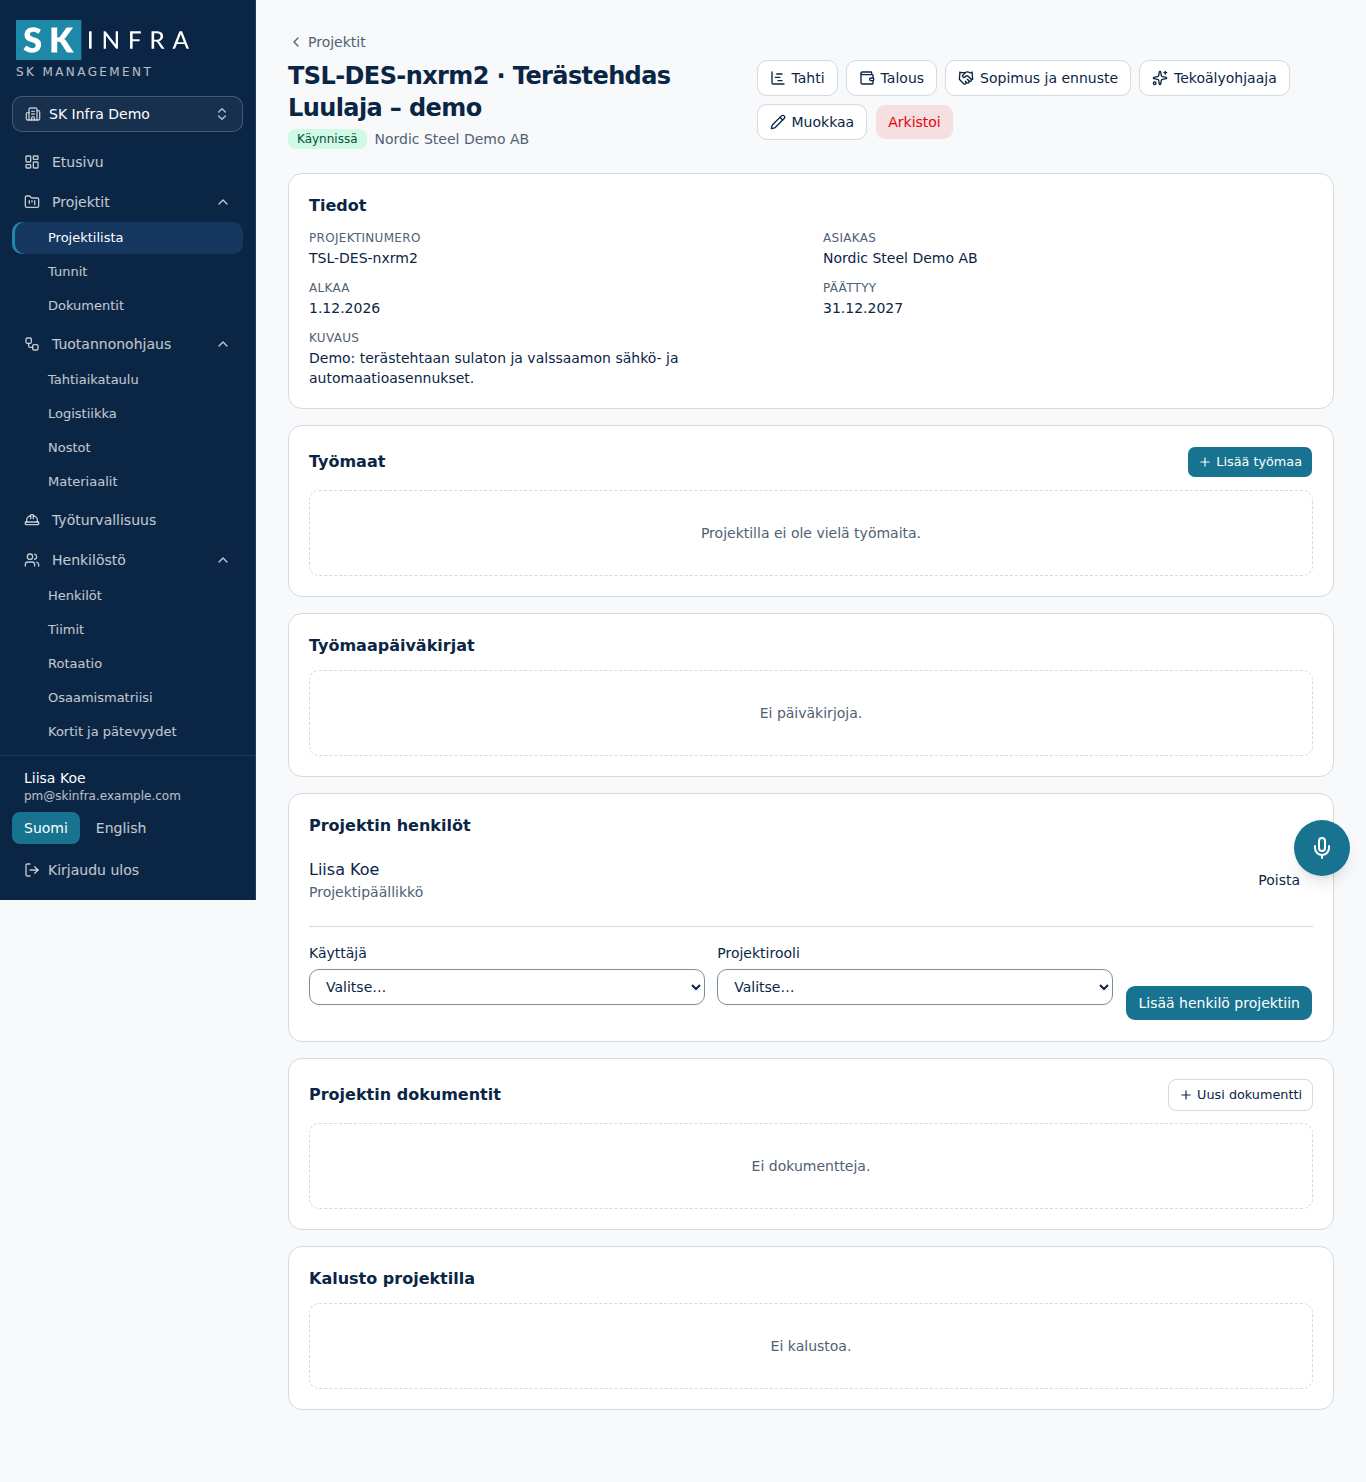 SK INFRA
SK MANAGEMENT
SK Infra Demo
Etusivu
Projektit
Projektilista
Tunnit
Dokumentit
Tuotannonohjaus
Tahtiaikataulu
Logistiikka
Nostot
Materiaalit
Työturvallisuus
Henkilöstö
Henkilöt
Tiimit
Rotaatio
Osaamismatriisi
Kortit ja pätevyydet
Liisa Koe
pm@skinfra.example.com
Suomi English
Kirjaudu ulos
Projektit
TSL-DES-nxrm2 · Terästehdas
Luulaja – demo
Käynnissä Nordic Steel Demo AB
Tahti Talous Sopimus ja ennuste Tekoälyohjaaja
Muokkaa Arkistoi
Tiedot
PROJEKTINUMERO ASIAKAS
TSL-DES-nxrm2 Nordic Steel Demo AB
ALKAA PÄÄTTYY
1.12.2026 31.12.2027
KUVAUS
Demo: terästehtaan sulaton ja valssaamon sähkö- ja
automaatioasennukset.
Työmaat + Lisää työmaa
Projektilla ei ole vielä työmaita.
Työmaapäiväkirjat
Ei päiväkirjoja.
Projektin henkilöt
Liisa Koe
Projektipäällikkö
Poista
Käyttäjä Projektirooli
Valitse... Valitse... Lisää henkilö projektiin
Projektin dokumentit + Uusi dokumentti
Ei dokumentteja.
Kalusto projektilla
Ei kalustoa.